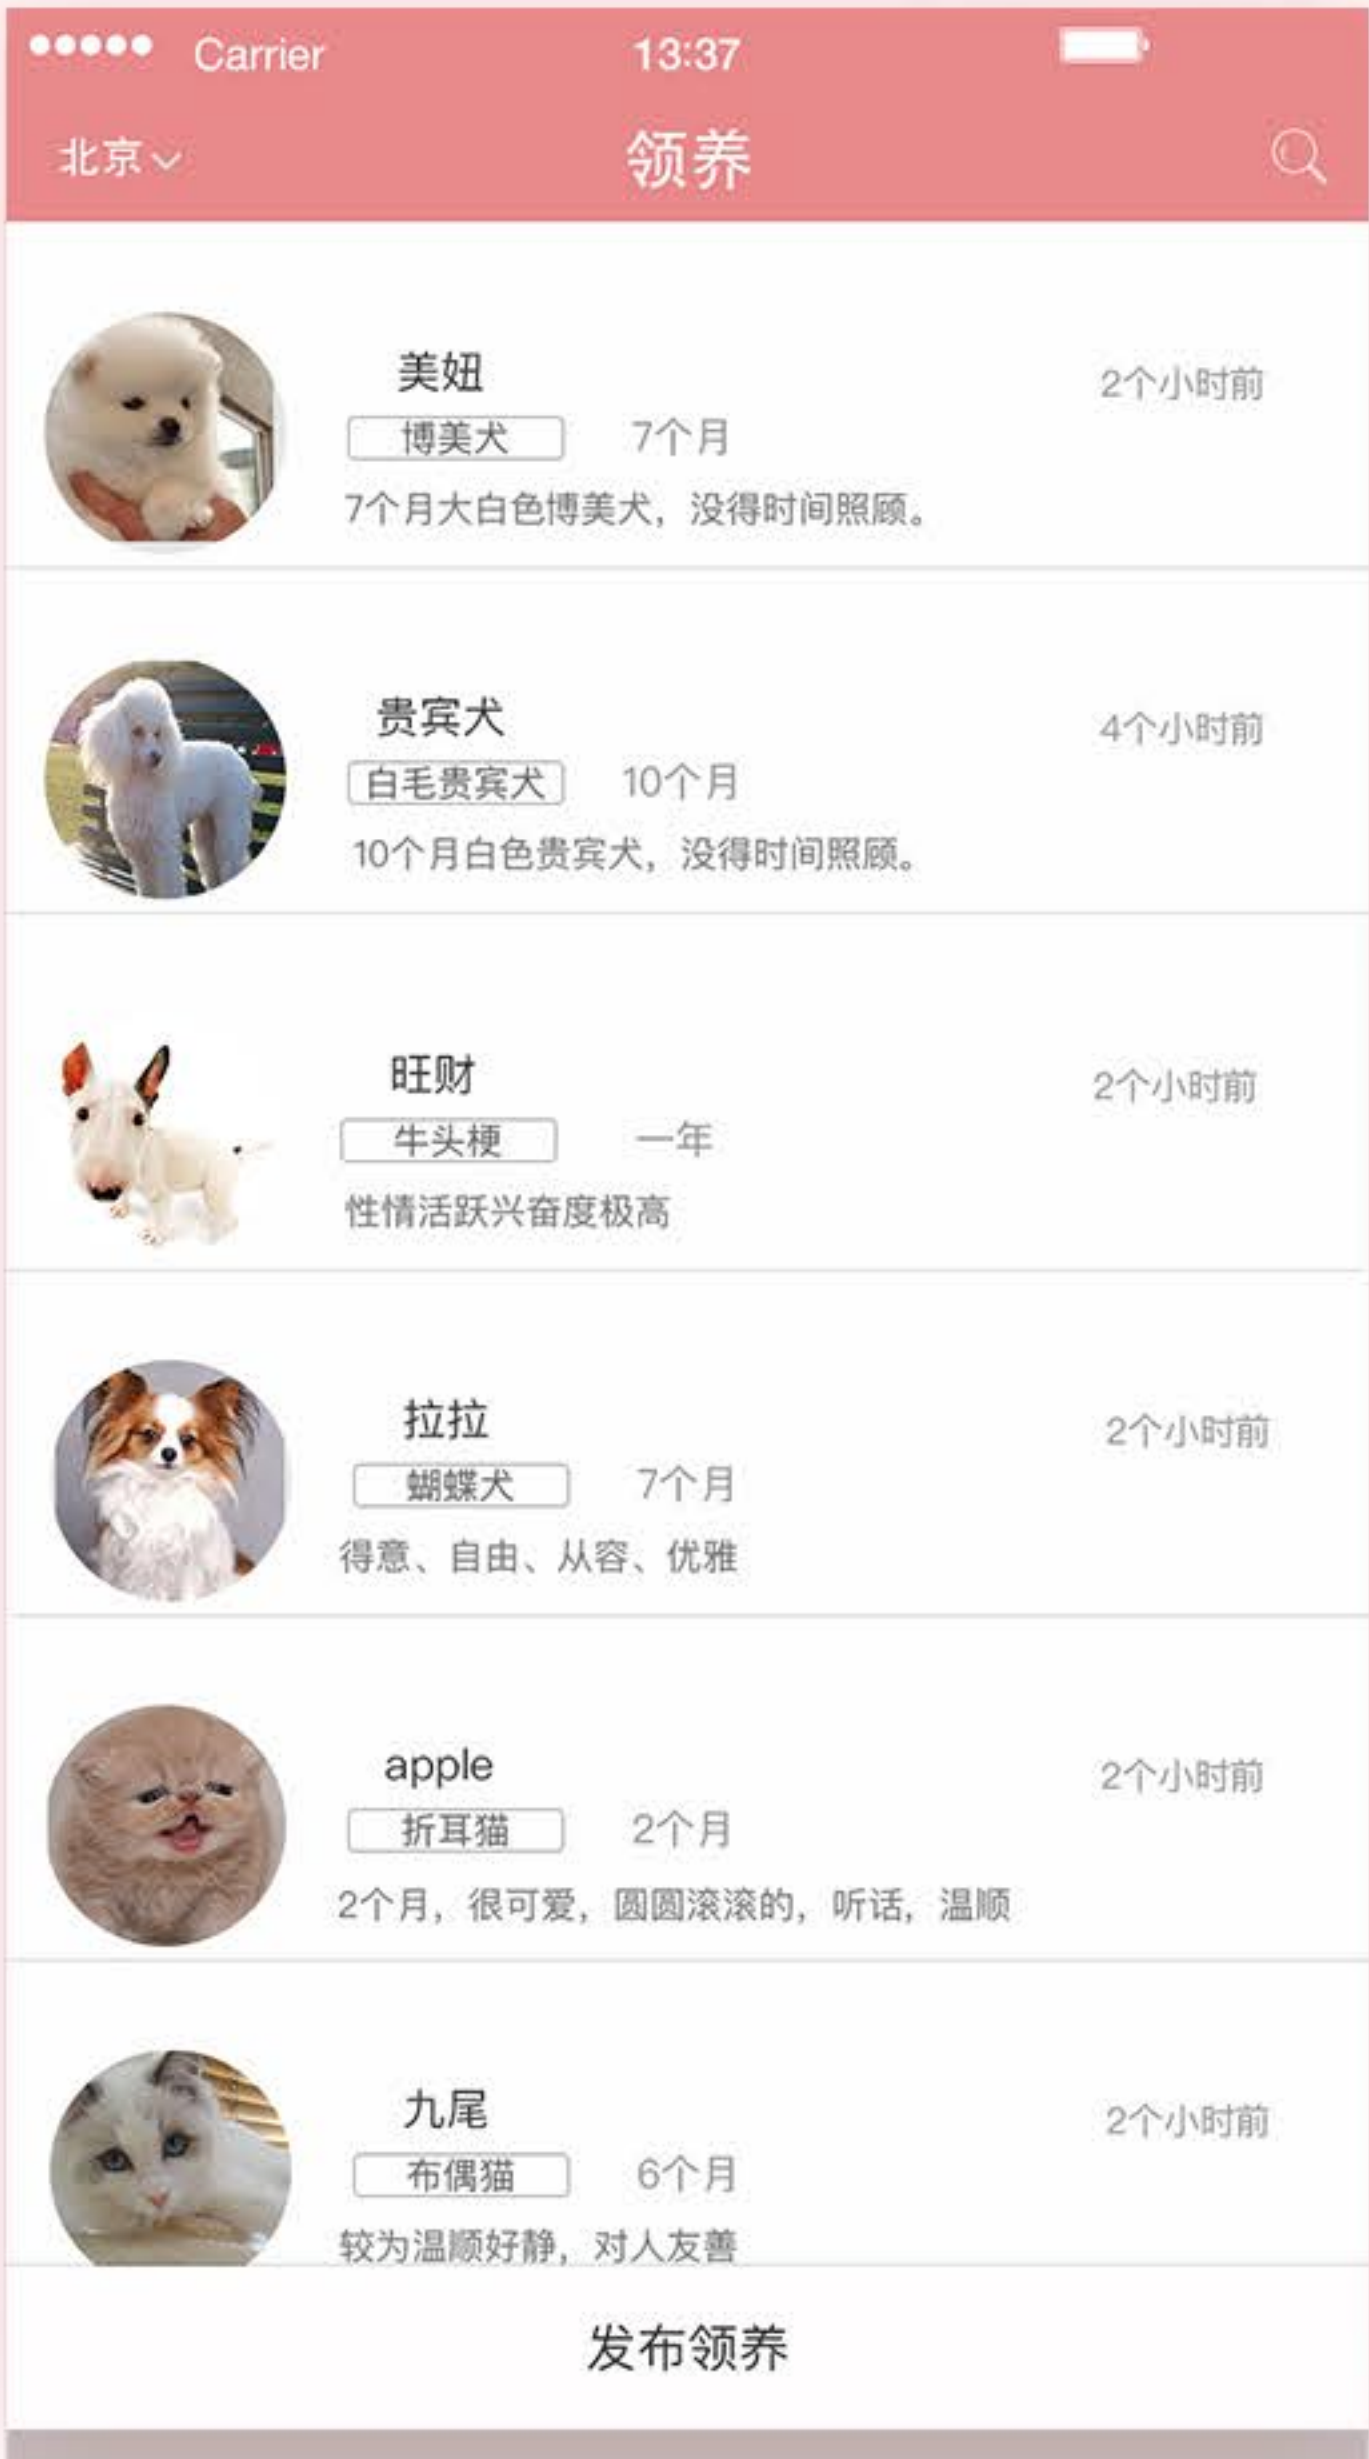 Carrier 13:37
北京 领养
美妞 2个小时前
博美犬 7个月
7个月大白色博美犬，没得时间照顾。
贵宾犬 4个小时前
白毛贵宾犬 10个月
10个月白色贵宾犬，没得时间照顾。
旺财 2个小时前
牛头梗 一年
性情活跃兴奋度极高
拉拉 2个小时前
蝴蝶犬 7个月
得意、自由、从容、优雅
apple 2个小时前
折耳猫 2个月
2个月，很可爱，圆圆滚滚的，听话，温顺
九尾 2个小时前
布偶猫 6个月
较为温顺好静，对人友善
发布领养